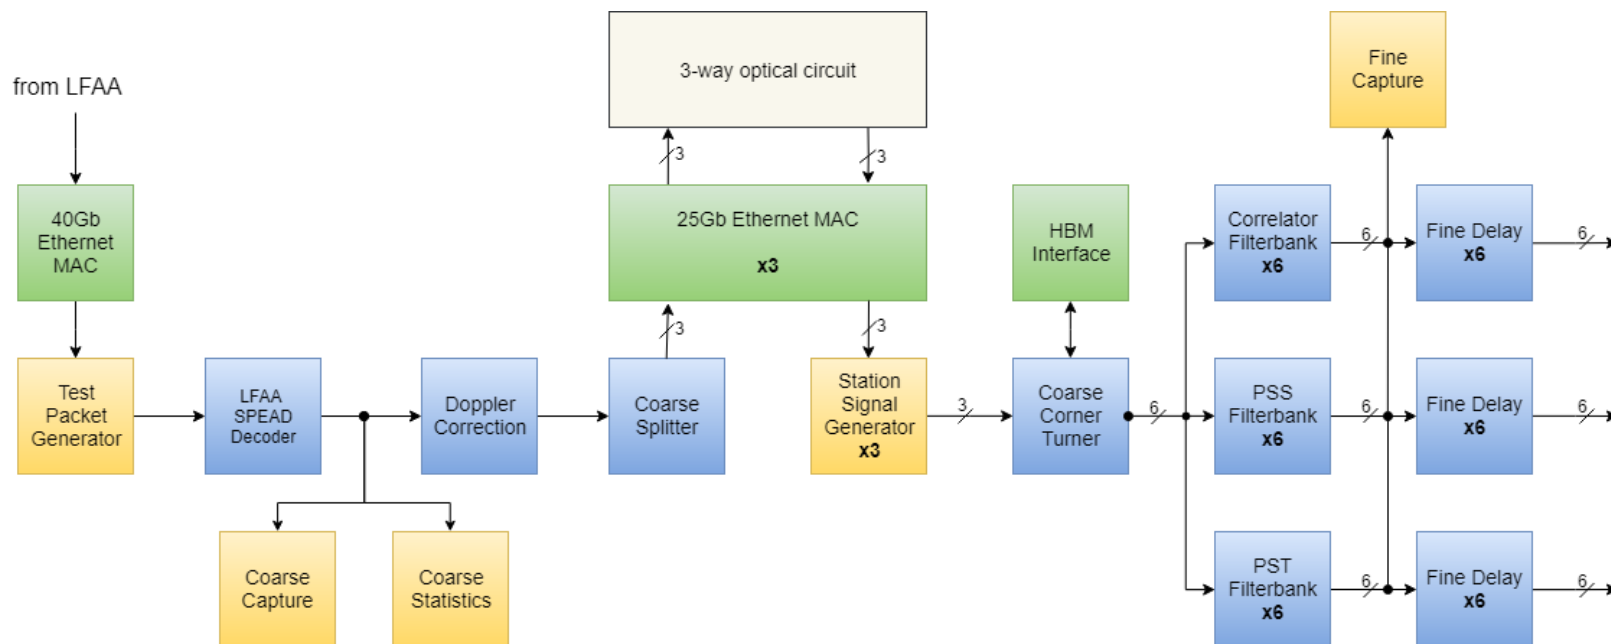 from LFAA
40Gb
Ethernet
MAC
Test
Packet
Generator
LFAA
SPEAD
Decoder
Coarse
Capture
Coarse
Statistics
Doppler
Correction
Coarse
Splitter
3
3-way optical circuit
3
3
25Gb Ethernet MAC
x3
3
Station
Signal
Generator
x3
3
HBM
Interface
Coarse
Corner
Turner
6
Correlator
Filterbank
x6
6
PSS
Filterbank
x6
6
PST
Filterbank
x6
6
Fine
Capture
Fine Delay
x6
6
Fine Delay
x6
6
Fine Delay
x6
6